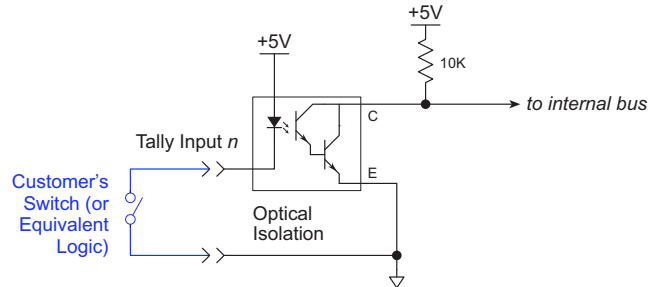 +5V
+5V
10K
C
to internal bus
Tally Input n
E
Customer's
Switch (or
Equivalent
Logic)
Optical
Isolation